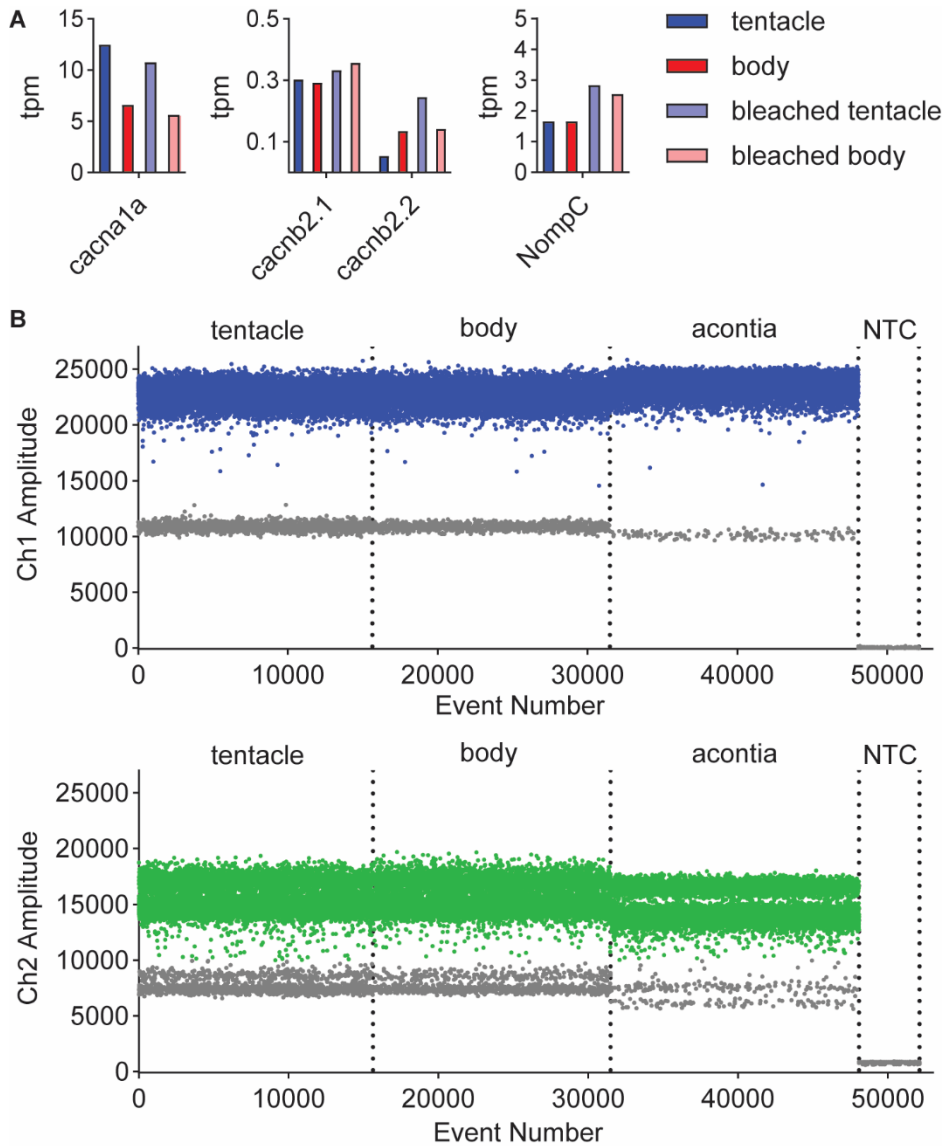 A
tpm
15
10
5
0
cacna1a
tpm
0.5
0.3
0.1
cacnb2.1
cacnb2.2
tpm
5
4
3
2
1
0
NompC
tentacle
body
bleached tentacle
bleached body
B
tentacle body acontia NTC
Ch1 Amplitude
25000
20000
15000
10000
5000
0
0 10000 20000 30000 40000 50000
Event Number
tentacle body acontia NTC
Ch2 Amplitude
25000
20000
15000
10000
5000
0
0 10000 20000 30000 40000 50000
Event Number